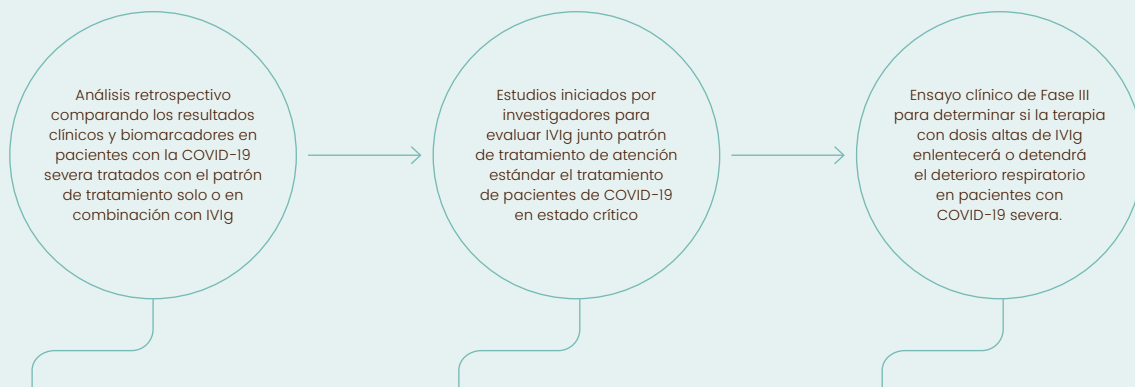 Análisis retrospectivo
comparando los resultados
clínicos y biomarcadores en
pacientes con la COVID-19
severa tratados con el patrón
de tratamiento solo o en
combinación con IVIg
Estudios iniciados por
investigadores para
evaluar IVIg junto patrón
de tratamiento de atención
estándar el tratamiento
de pacientes de COVID-19
en estado crítico
Ensayo clínico de Fase III
para determinar si la terapia
con dosis altas de IVIg
enlentecerá o detendrá
el deterioro respiratorio
en pacientes con
COVID-19 severa.